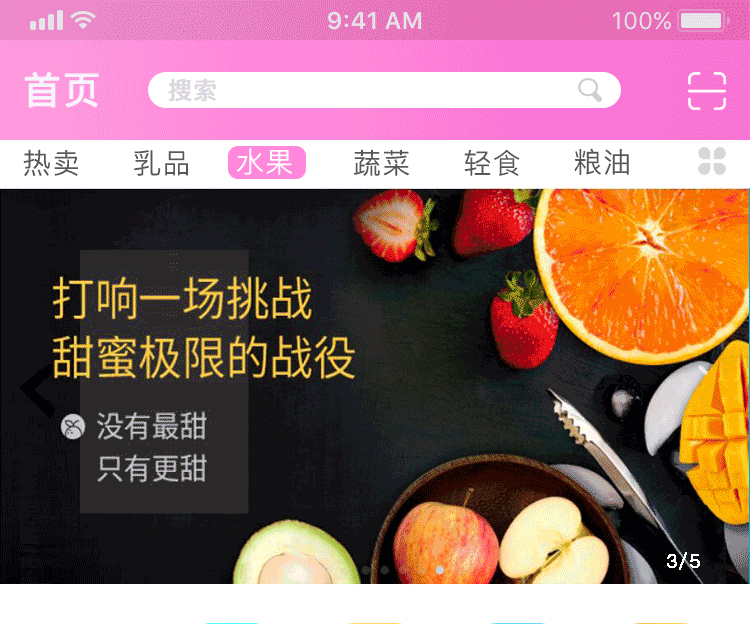 9:41 AM 100%
首页 搜索
热卖 乳品 水果 蔬菜 轻食 粮油
打响一场挑战
甜蜜极限的战役
没有最甜
只有更甜
3/5